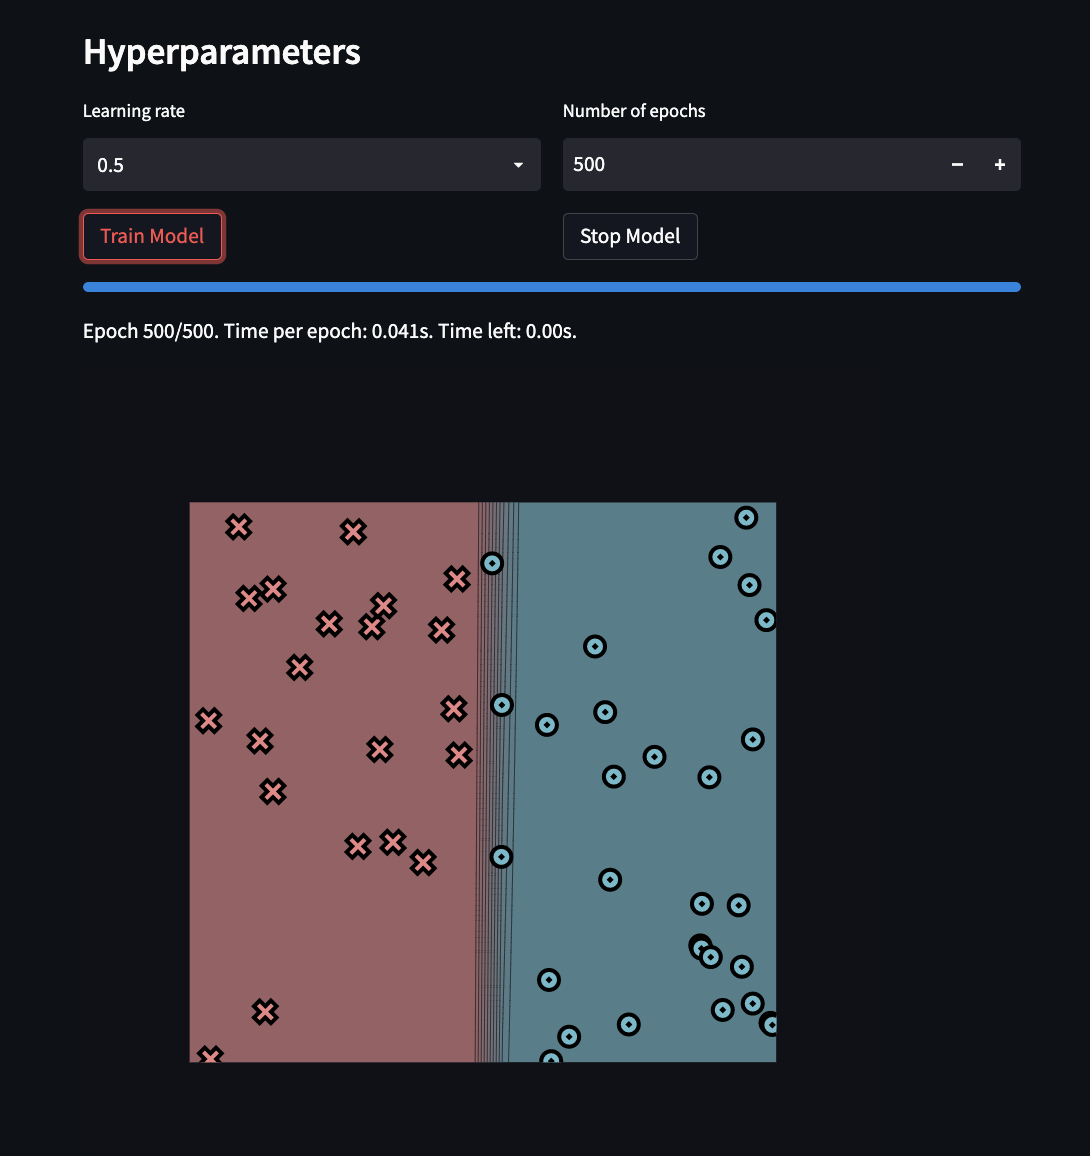 Hyperparameters
Learning rate
Number of epochs
0.5
500
Train Model
Stop Model
Epoch 500/500. Time per epoch: 0.041s. Time left: 0.00s.